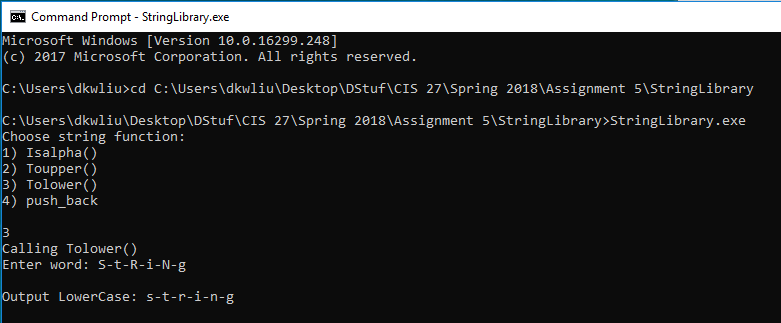 Command Prompt - StringLibrary.exe
Microsoft Windows [Version 10.0.16299.248]
(c) 2017 Microsoft Corporation. All rights reserved.
C:\Users\dkwliu>cd C:\Users\dkwliu\Desktop\DStuf\CIS 27\Spring 2018\Assignment 5\StringLibrary
C:\Users\dkwliu\Desktop\DStuf\CIS 27\Spring 2018\Assignment 5\StringLibrary>StringLibrary.exe
Choose string function:
1) Isalpha()
2) Toupper()
3) Tolower()
4) push_back
3
Calling Tolower()
Enter word: S-t-R-i-N-g
Output LowerCase: s-t-r-i-n-g